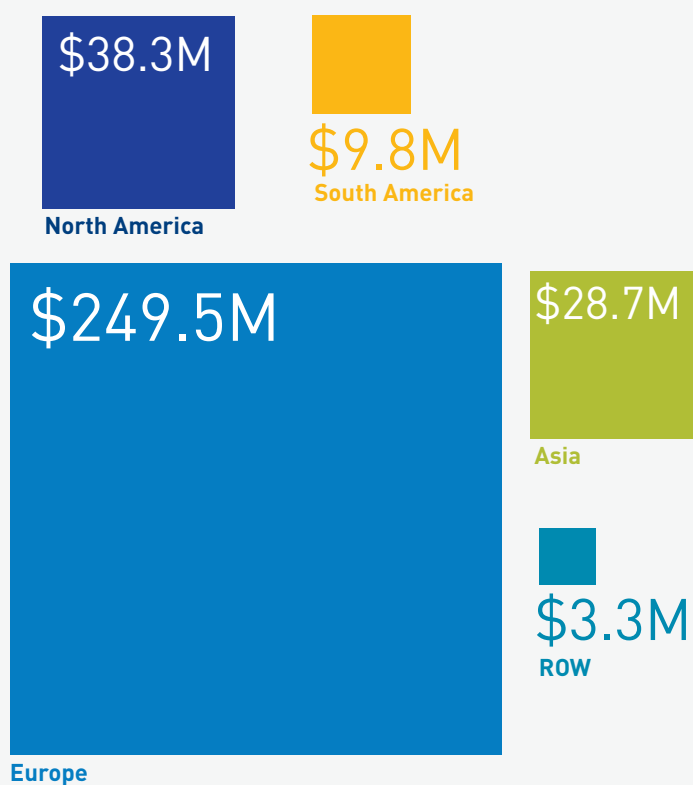 $38.3M
North America
$9.8M
South America
$249.5M
Europe
$28.7M
Asia
$3.3M
ROW